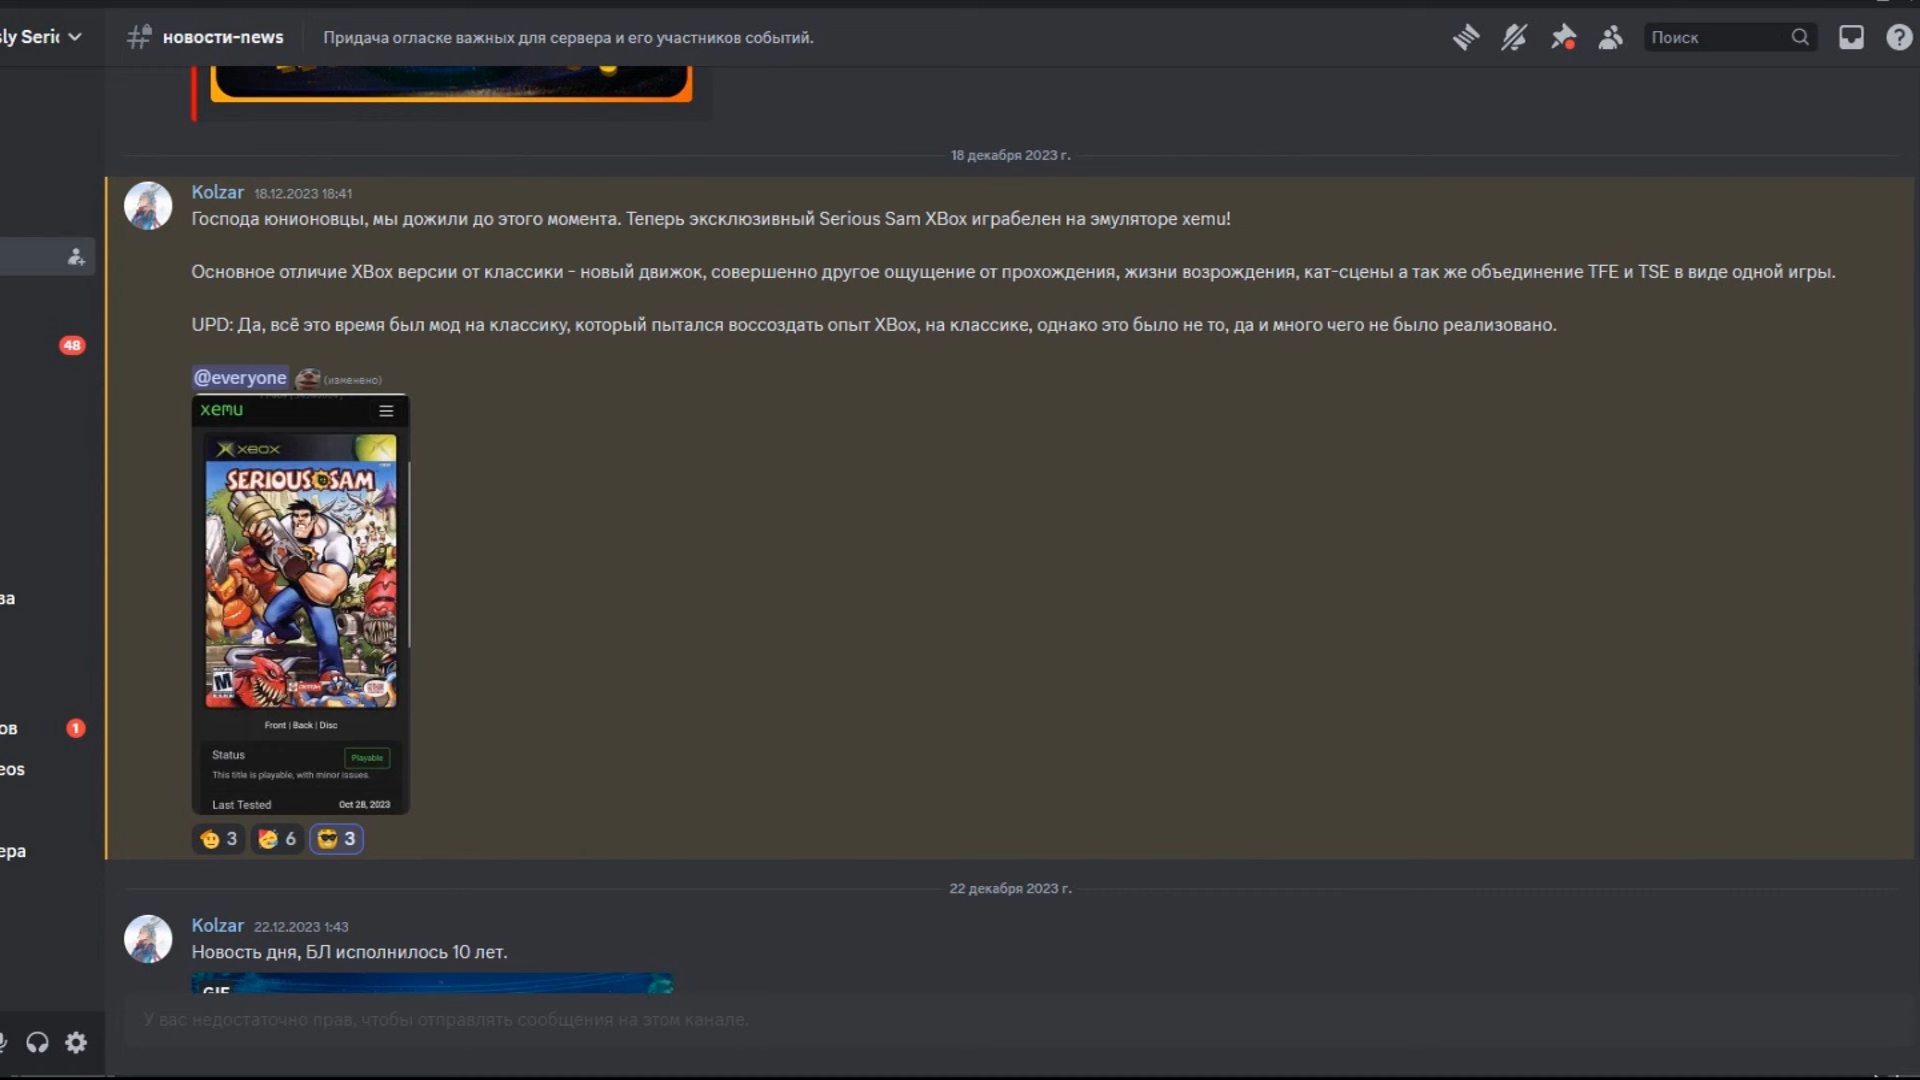 ly Serio
новости-news
Придача огласке важных для сервера и его участников событий.
Поиск
18 декабря 2023 г.
Kolzar 18.12.2023 18:41
Господа юнионовцы, мы дожили до этого момента. Теперь эксклюзивный Serious Sam XBox играбелен на эмуляторе xemu!
Основное отличие XBox версии от классики - новый движок, совершенно другое ощущение от прохождения, жизни возрождения, кат-сцены а так же объединение TFE и TSE в виде одной игры.
UPD: Да, всё это время был мод на классику, который пытался воссоздать опыт XBox, на классике, однако это было не то, да и много чего не было реализовано.
48
@everyone (изменено)
xemu
XBOX
SERIOUS SAM
M
Front | Back | Disc
Status
Playable
This title is playable, with minor issues.
Last Tested Oct 28, 2023
за
ов
1
eos
ера
3 6 3
22 декабря 2023 г.
Kolzar 22.12.2023 1:43
Новость дня, БЛ исполнилось 10 лет.
GIF
У вас недостаточно прав, чтобы отправлять сообщения на этом канале.